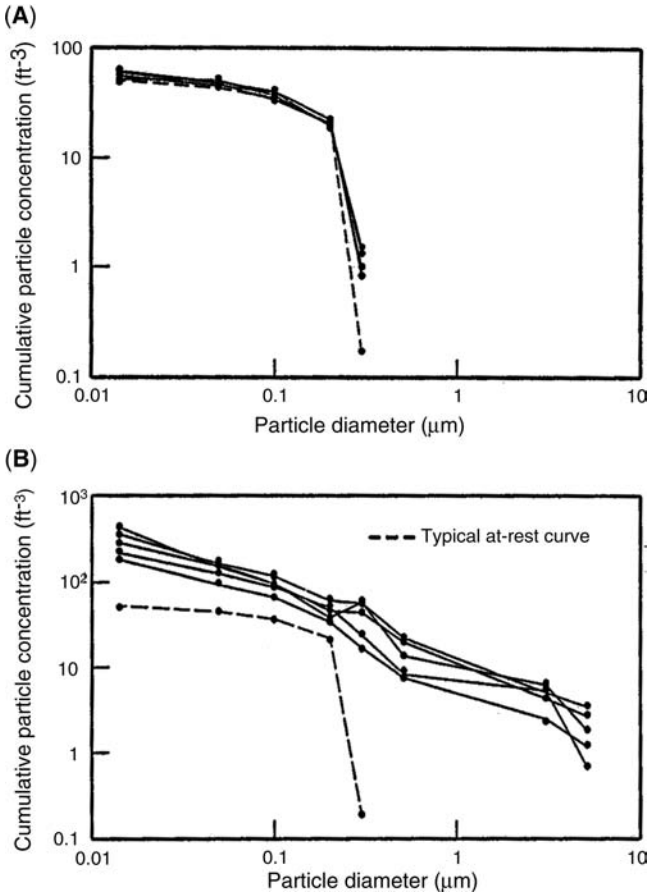 (A)
Cumulative particle concentration (ft-3)
100
10
1
0.1
0.01 0.1 1 10
Particle diameter (μm)
(B)
Cumulative particle concentration (ft-3)
10³
10²
10
1
0.1
Typical at-rest curve
0.01 0.1 1 10
Particle diameter (μm)